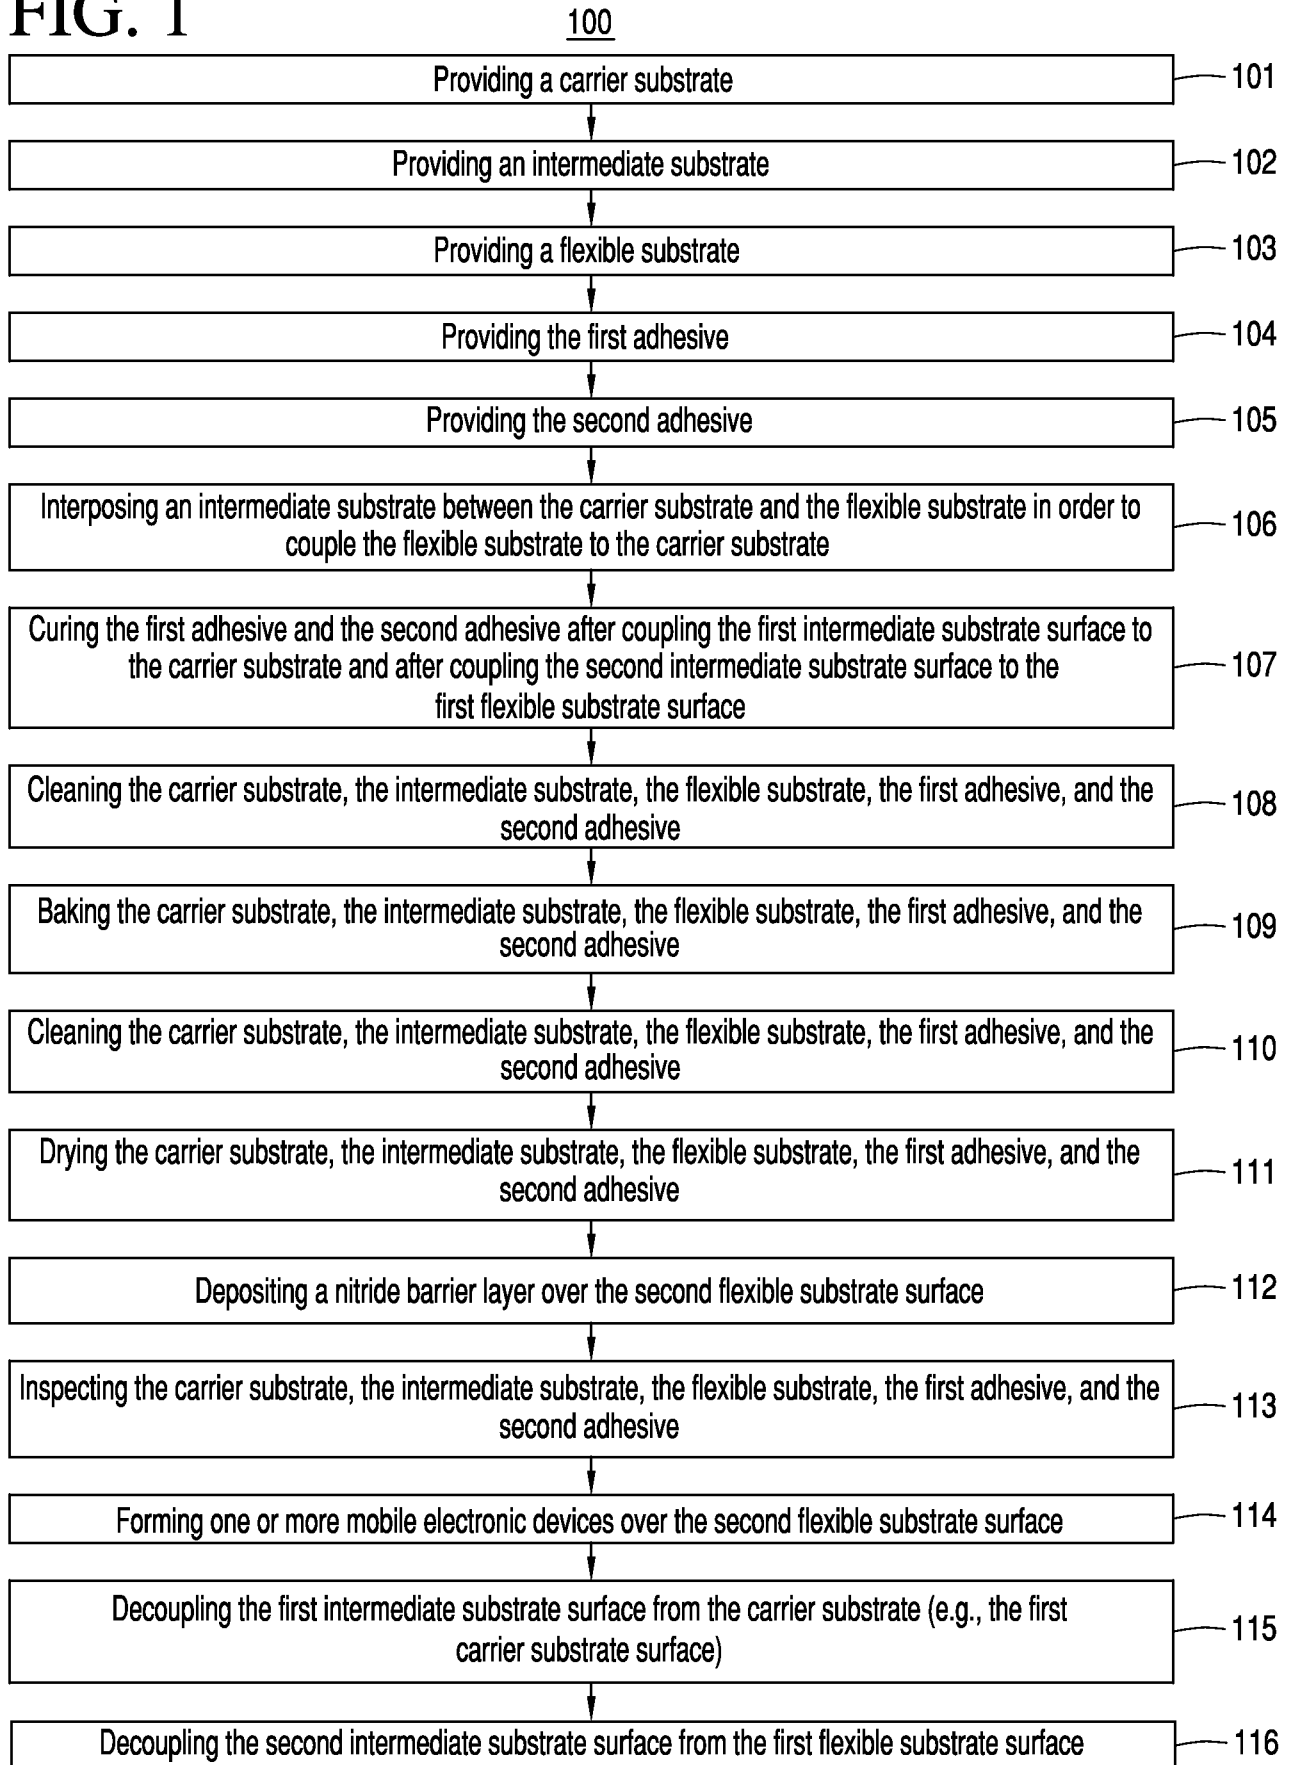 FIG. 1
100
Providing a carrier substrate
101
Providing an intermediate substrate
102
Providing a flexible substrate
103
Providing the first adhesive
104
Providing the second adhesive
105
Interposing an intermediate substrate between the carrier substrate and the flexible substrate in order to
couple the flexible substrate to the carrier substrate
106
Curing the first adhesive and the second adhesive after coupling the first intermediate substrate surface to
the carrier substrate and after coupling the second intermediate substrate surface to the
first flexible substrate surface
107
Cleaning the carrier substrate, the intermediate substrate, the flexible substrate, the first adhesive, and the
second adhesive
108
Baking the carrier substrate, the intermediate substrate, the flexible substrate, the first adhesive, and the
second adhesive
109
Cleaning the carrier substrate, the intermediate substrate, the flexible substrate, the first adhesive, and the
second adhesive
110
Drying the carrier substrate, the intermediate substrate, the flexible substrate, the first adhesive, and the
second adhesive
111
Depositing a nitride barrier layer over the second flexible substrate surface
112
Inspecting the carrier substrate, the intermediate substrate, the flexible substrate, the first adhesive, and the
second adhesive
113
Forming one or more mobile electronic devices over the second flexible substrate surface
114
Decoupling the first intermediate substrate surface from the carrier substrate (e.g., the first
carrier substrate surface)
115
Decoupling the second intermediate substrate surface from the first flexible substrate surface
116